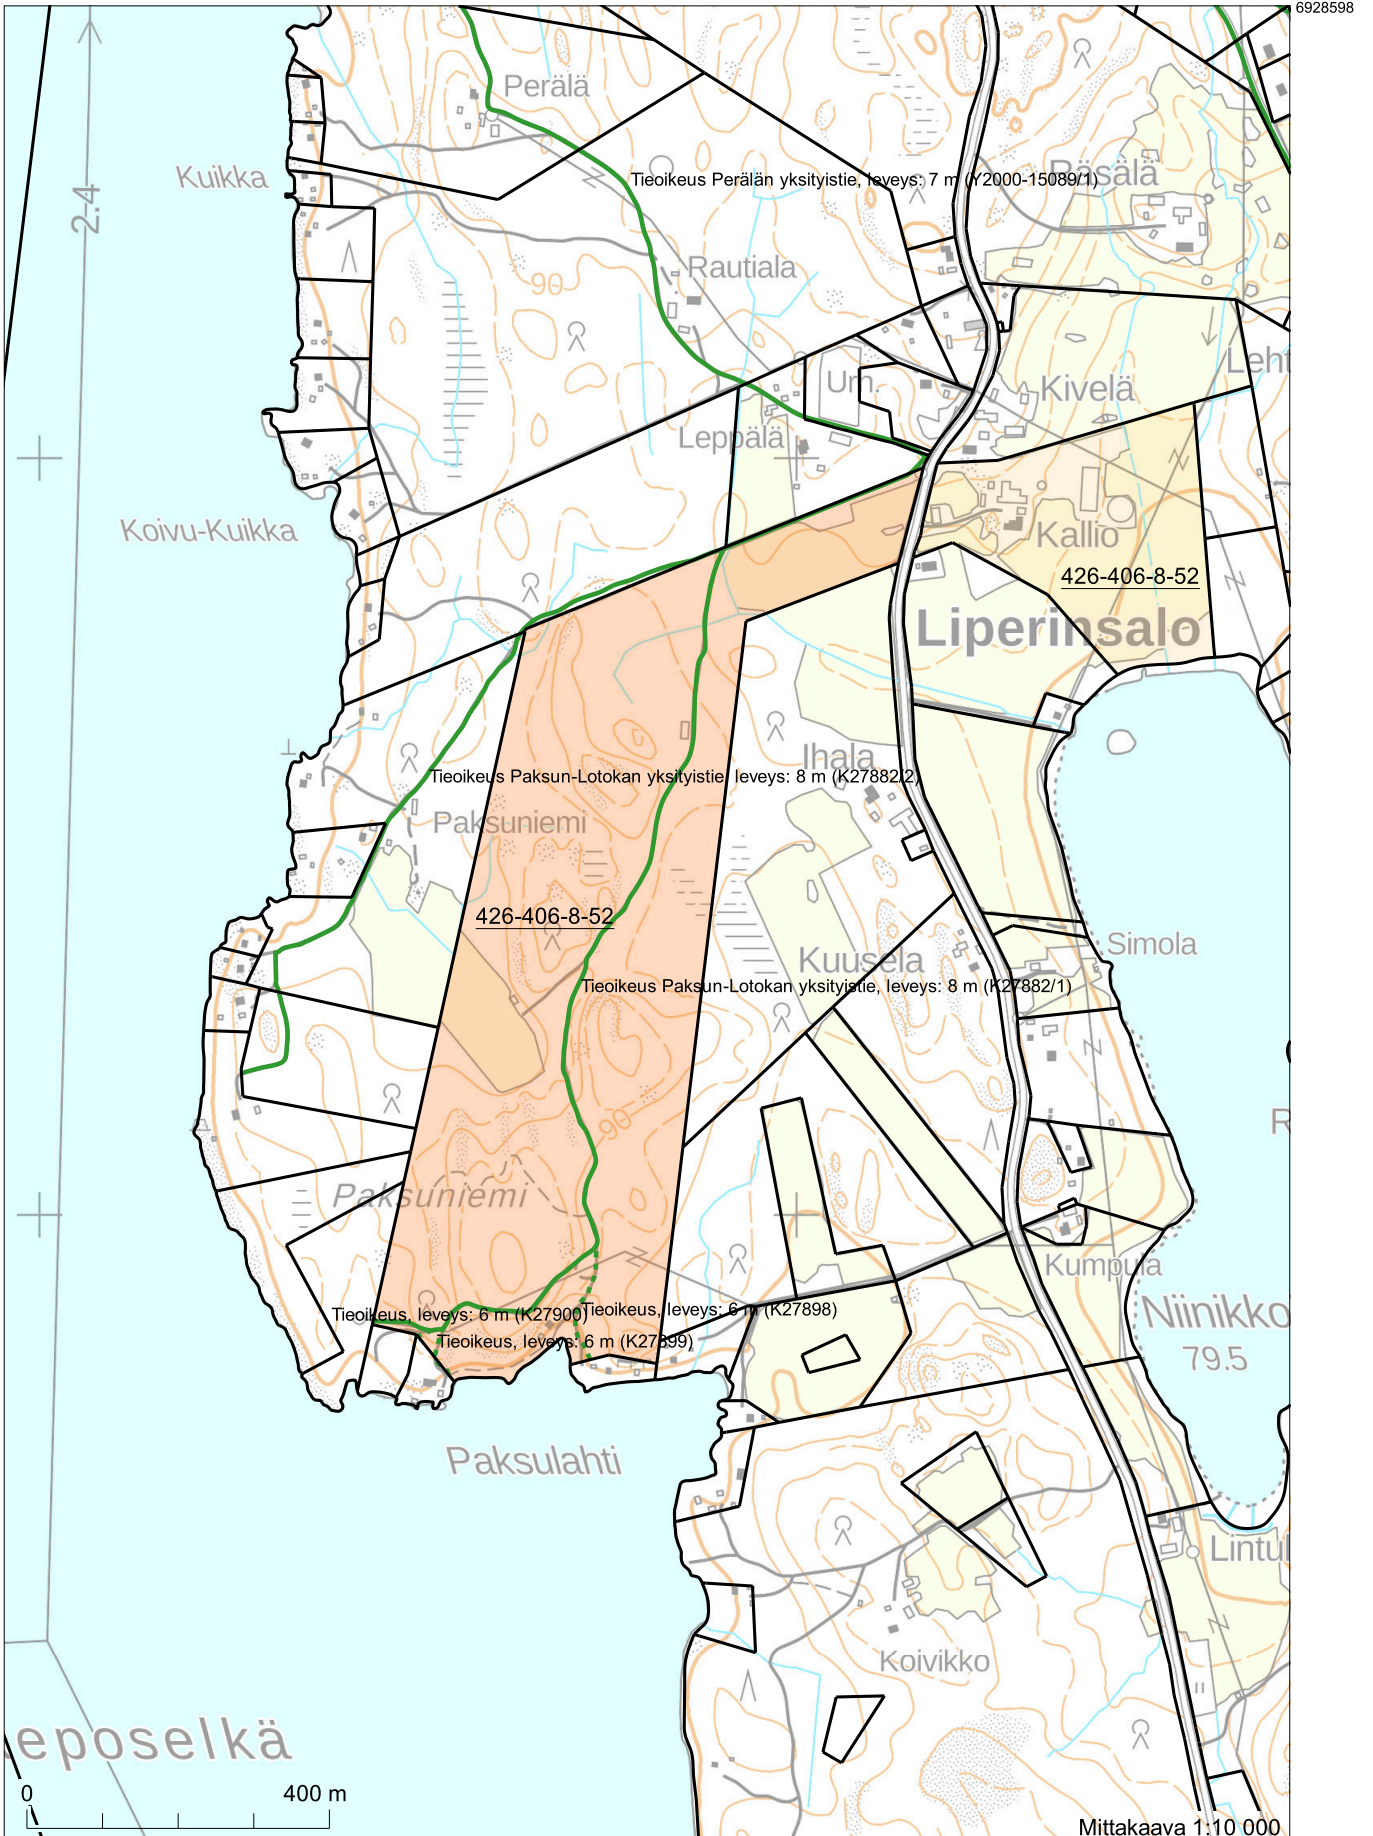 6928598
Perälä
Kuikka
2.4
Räsälä
Tieoikeus Perälän yksityistie, leveys: 7 m (Y2000-15089/1)
Rautiala
90
Leht
Urh.
Kivelä
Leppälä
Koivu-Kuikka
Kallio
426-406-8-52
Liperinsalo
Ihala
Tieoikeus Paksun-Lotokan yksityistie, leveys: 8 m (K27882/2)
Paksuniemi
426-406-8-52
Simola
Kuusela
Tieoikeus Paksun-Lotokan yksityistie, leveys: 8 m (K27882/1)
90
R
Paksuniemi
Kumpula
Tieoikeus, leveys: 6 m (K27900)
Tieoikeus, leveys: 6 m (K27898)
Niinikko
Tieoikeus, leveys: 6 m (K27899)
79.5
Paksulahti
Lintul
Koivikko
eposelkä
0
400 m
Mittakaava 1:10 000